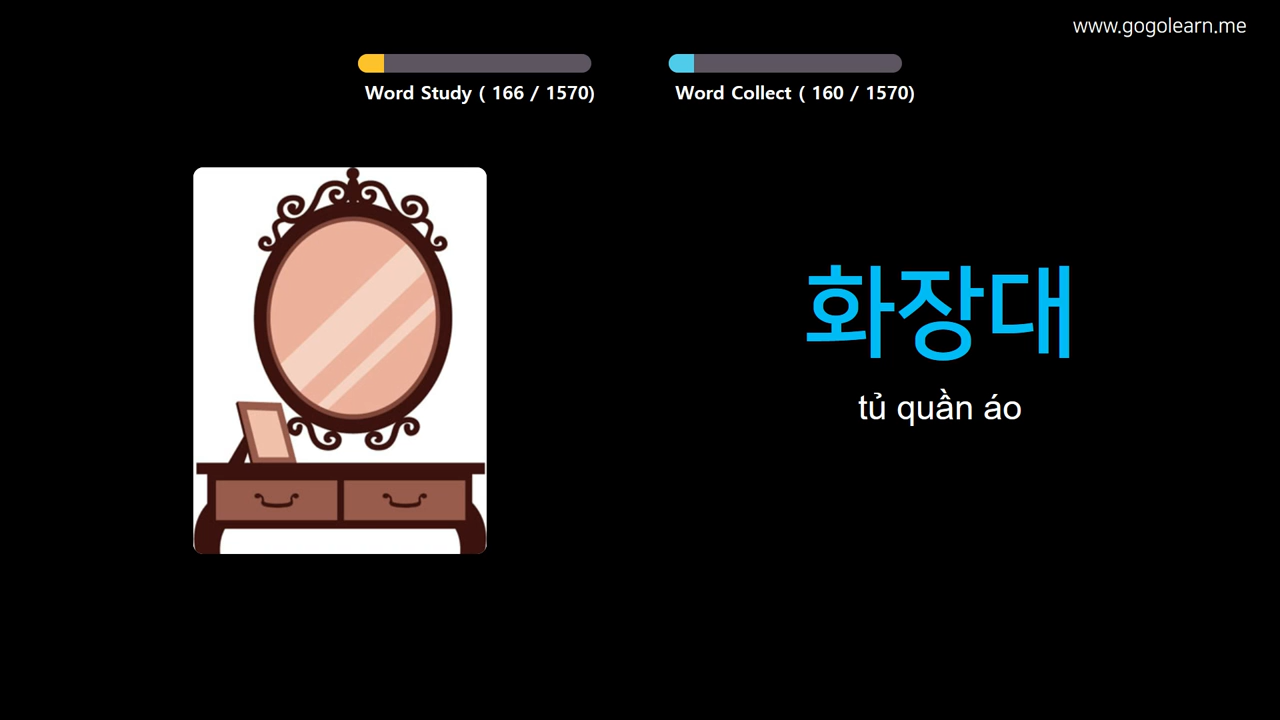 www.gogolearn.me
Word Study ( 166 / 1570)
Word Collect ( 160 / 1570)
화장대
tủ quần áo